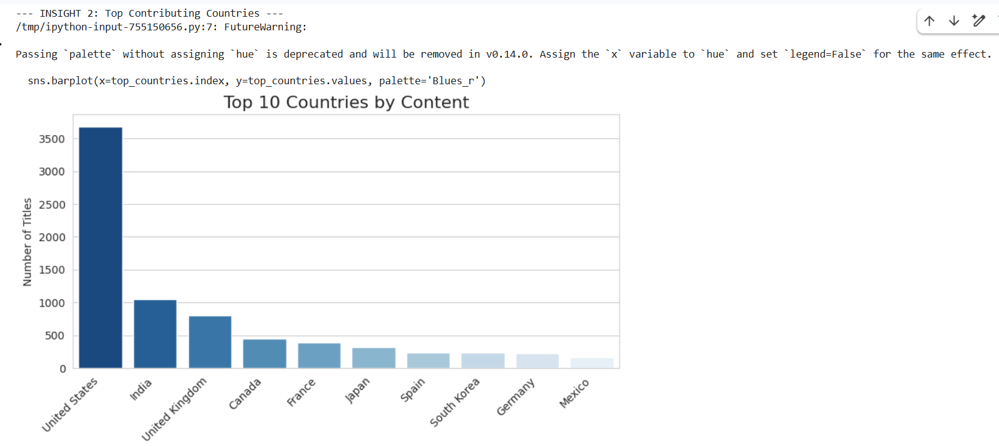 --- INSIGHT 2: Top Contributing Countries ---
/tmp/ipython-input-755150656.py:7: FutureWarning:
Passing `palette` without assigning `hue` is deprecated and will be removed in v0.14.0. Assign the `x` variable to `hue` and set `legend=False` for the same effect.
sns.barplot(x=top_countries.index, y=top_countries.values, palette='Blues_r')
Top 10 Countries by Content
Number of Titles
3500
3000
2500
2000
1500
1000
500
0
United States
India
United Kingdom
Canada
France
Japan
Spain
South Korea
Germany
Mexico